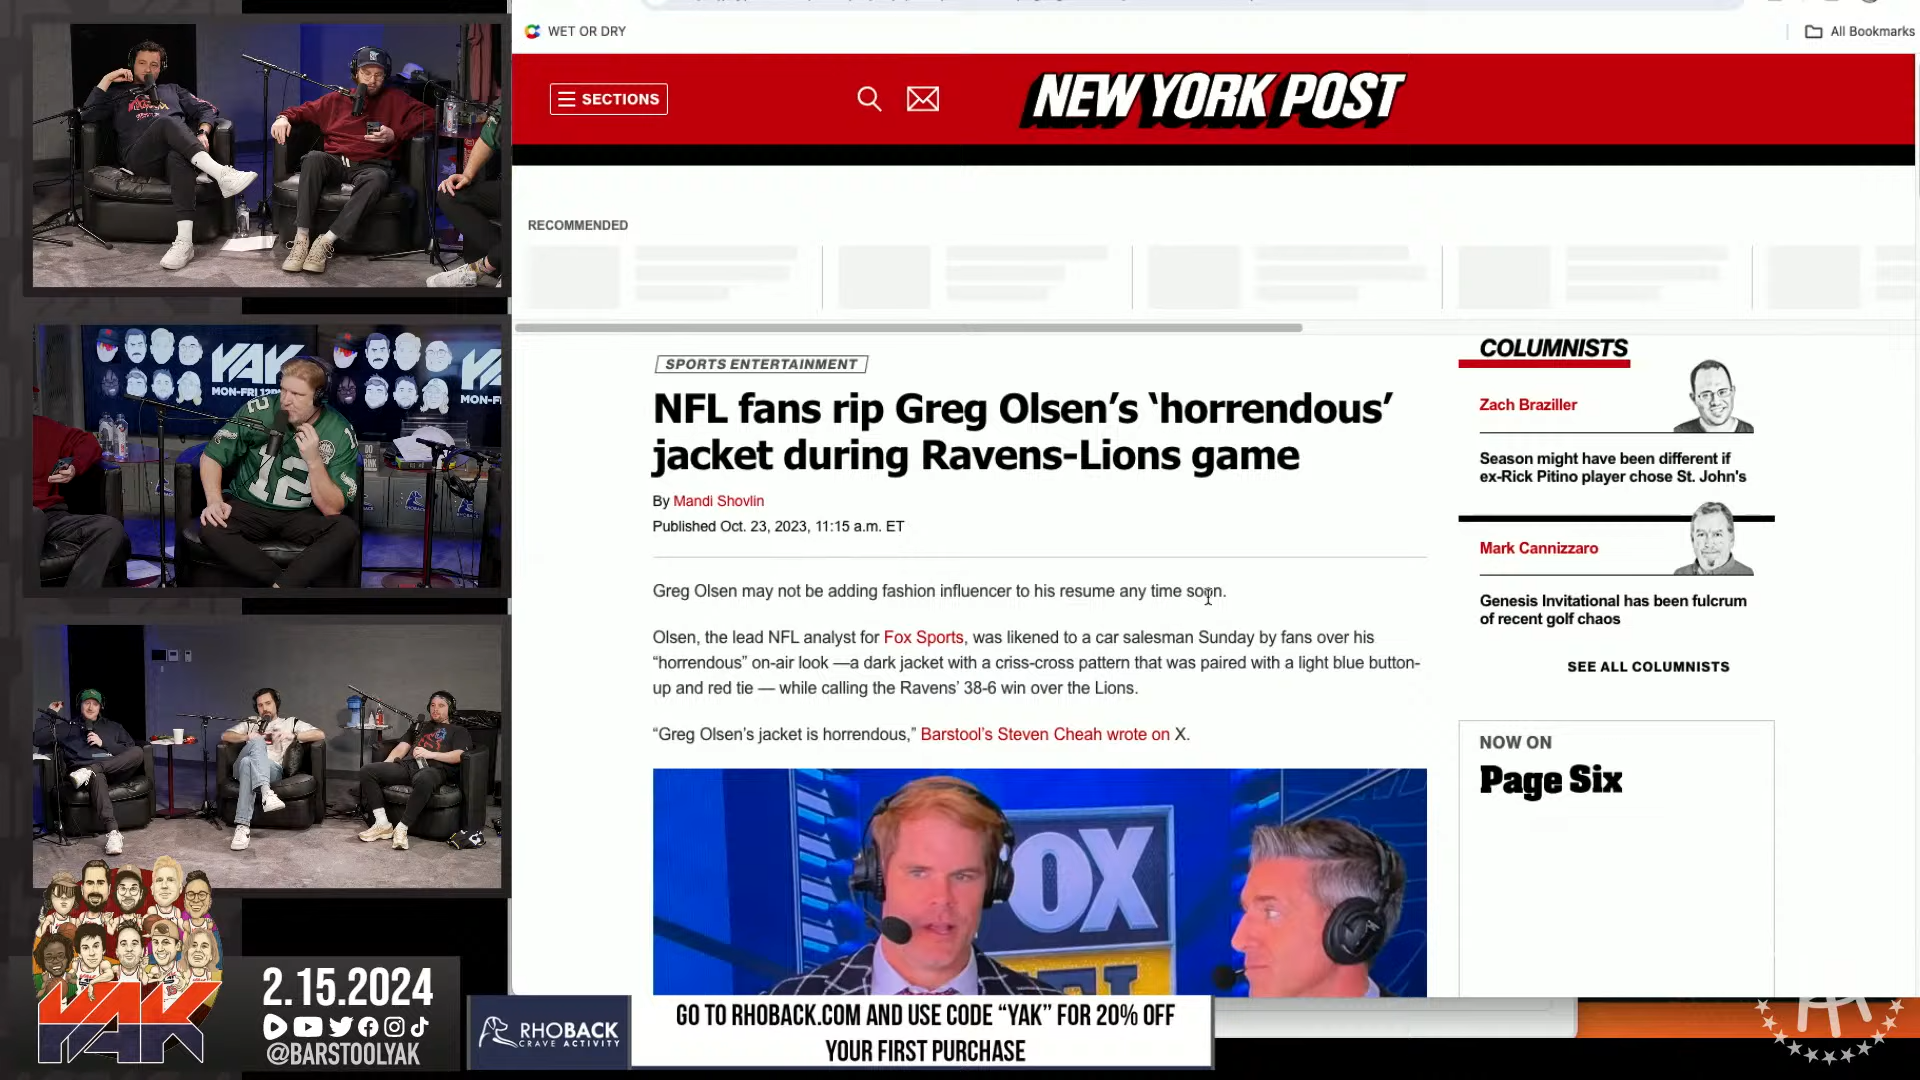 WET OR DRY
All Bookmarks
SECTIONS
NEW YORK POST
RECOMMENDED
SPORTS ENTERTAINMENT
NFL fans rip Greg Olsen’s ‘horrendous’
jacket during Ravens-Lions game
By Mandi Shovlin
Published Oct. 23, 2023, 11:15 a.m. ET
Greg Olsen may not be adding fashion influencer to his resume any time soon.
Olsen, the lead NFL analyst for Fox Sports, was likened to a car salesman Sunday by fans over his
“horrendous” on-air look —a dark jacket with a criss-cross pattern that was paired with a light blue button-
up and red tie — while calling the Ravens’ 38-6 win over the Lions.
“Greg Olsen’s jacket is horrendous,” Barstool’s Steven Cheah wrote on X.
FOX
COLUMNISTS
Zach Braziller
Season might have been different if
ex-Rick Pitino player chose St. John's
Mark Cannizzaro
Genesis Invitational has been fulcrum
of recent golf chaos
SEE ALL COLUMNISTS
NOW ON
Page Six
YAK
MON-FRI 12P
YAK
MON-F
12
12
YAK
2.15.2024
@BARSTOOLYAK
RHOBACK
CRAVE ACTIVITY
GO TO RHOBACK.COM AND USE CODE “YAK” FOR 20% OFF
YOUR FIRST PURCHASE